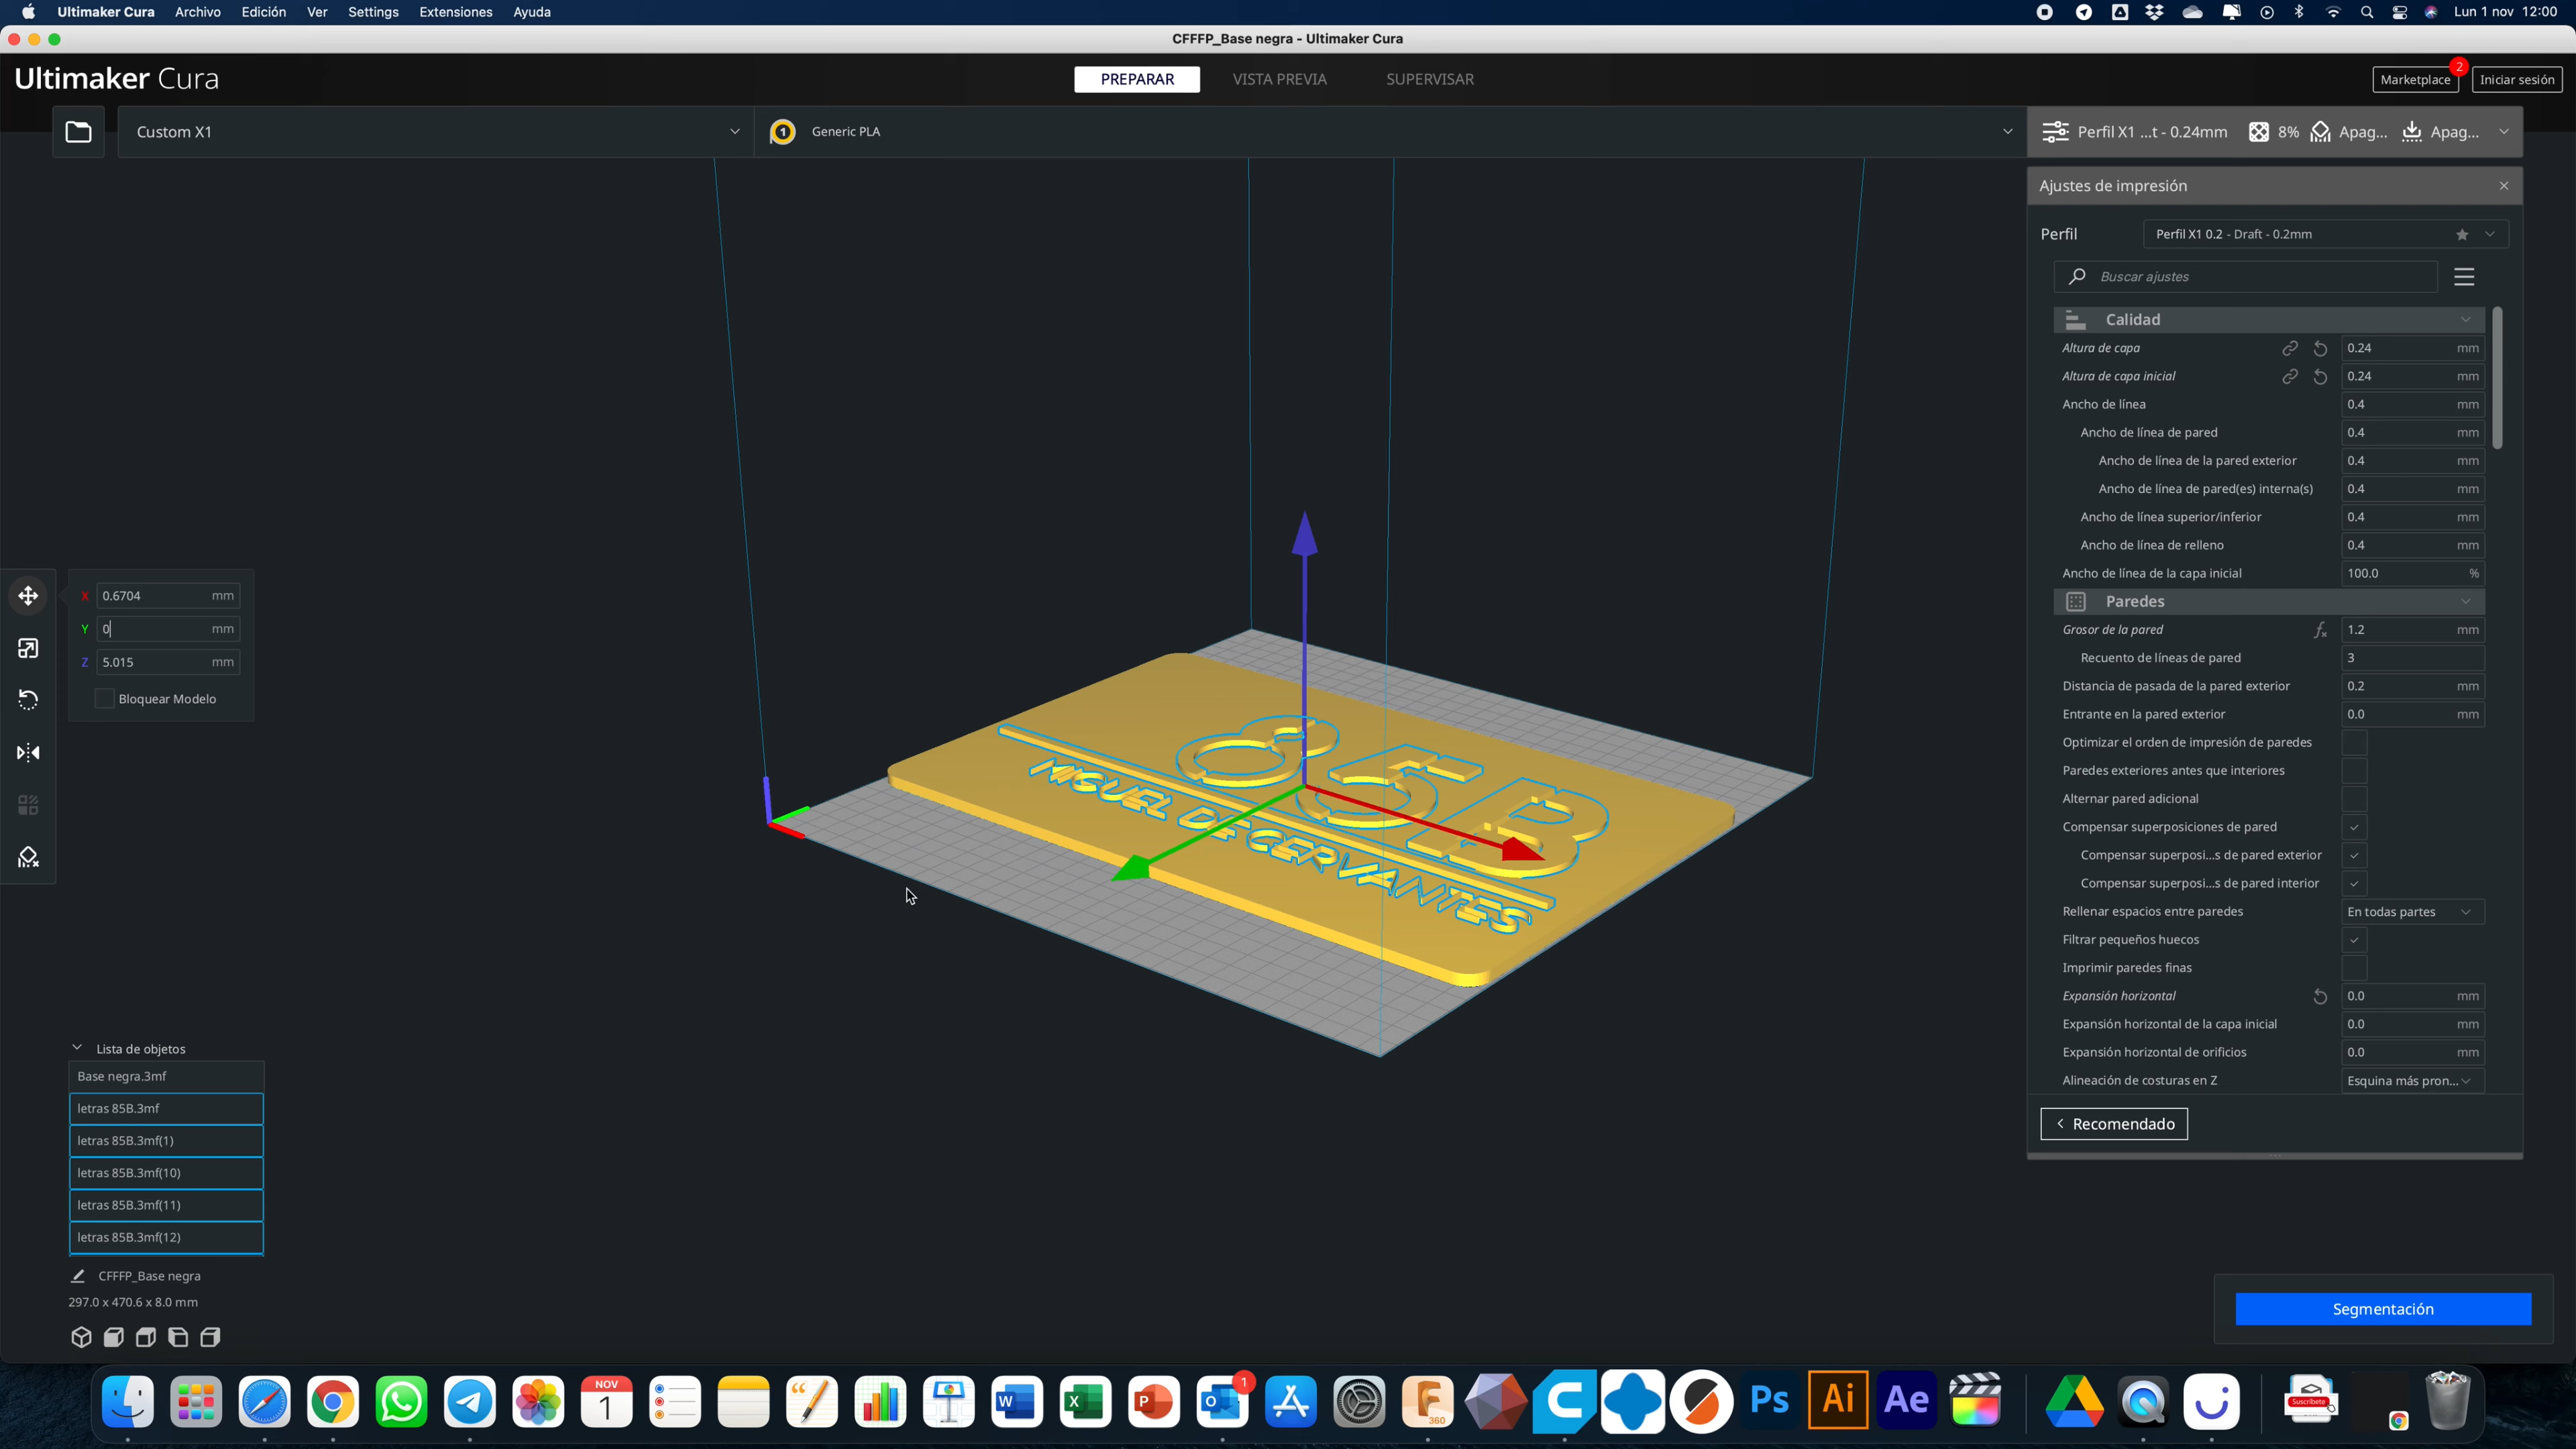 Ultimaker Cura Archivo Edición Ver Settings Extensiones Ayuda Lun 1 nov 12:00
CFFFP_Base negra - Ultimaker Cura
Ultimaker Cura PREPARAR VISTA PREVIA SUPERVISAR Marketplace 2 Iniciar sesión
Custom X1 1 Generic PLA Perfil X1 ...t - 0.24mm 8% Apag... Apag...
Ajustes de impresión
Perfil Perfil X1 0.2 - Draft - 0.2mm
Buscar ajustes
Calidad
Altura de capa 0.24 mm
Altura de capa inicial 0.24 mm
Ancho de línea 0.4 mm
Ancho de línea de pared 0.4 mm
Ancho de línea de la pared exterior 0.4 mm
Ancho de línea de pared(es) interna(s) 0.4 mm
Ancho de línea superior/inferior 0.4 mm
Ancho de línea de relleno 0.4 mm
Ancho de línea de la capa inicial 100.0 %
Paredes
Grosor de la pared 1.2 mm
Recuento de líneas de pared 3
Distancia de pasada de la pared exterior 0.2 mm
Entrante en la pared exterior 0.0 mm
Optimizar el orden de impresión de paredes
Paredes exteriores antes que interiores
Alternar pared adicional
Compensar superposiciones de pared
Compensar superposi...s de pared exterior
Compensar superposi...s de pared interior
Rellenar espacios entre paredes En todas partes
Filtrar pequeños huecos
Imprimir paredes finas
Expansión horizontal 0.0 mm
Expansión horizontal de la capa inicial 0.0 mm
Expansión horizontal de orificios 0.0 mm
Alineación de costuras en Z Esquina más pron...
Recomendado
X 0.6704 mm
Y 0 mm
Z 5.015 mm
Bloquear Modelo
85B
MIGUEL DE CERVANTES
Lista de objetos
Base negra.3mf
letras 85B.3mf
letras 85B.3mf(1)
letras 85B.3mf(10)
letras 85B.3mf(11)
letras 85B.3mf(12)
CFFFP_Base negra
297.0 x 470.6 x 8.0 mm
Segmentación
NOV
1 W X P O 1 F 360 C Ps Ai Ae Suscríbete